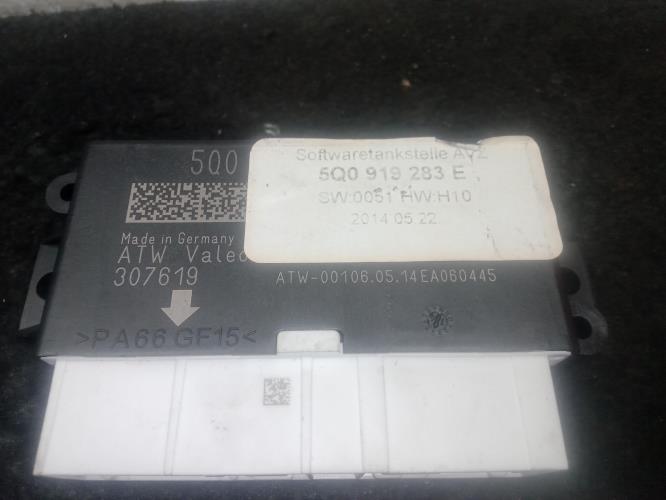 5Q0
Made in Germany
ATW Valeo
307619
>PA66 GF15<
Softwaretankstelle AVZ
5Q0 919 283 E
SW:0051 HW:H10
2014.05.22
ATW-00106.05.14EA060445